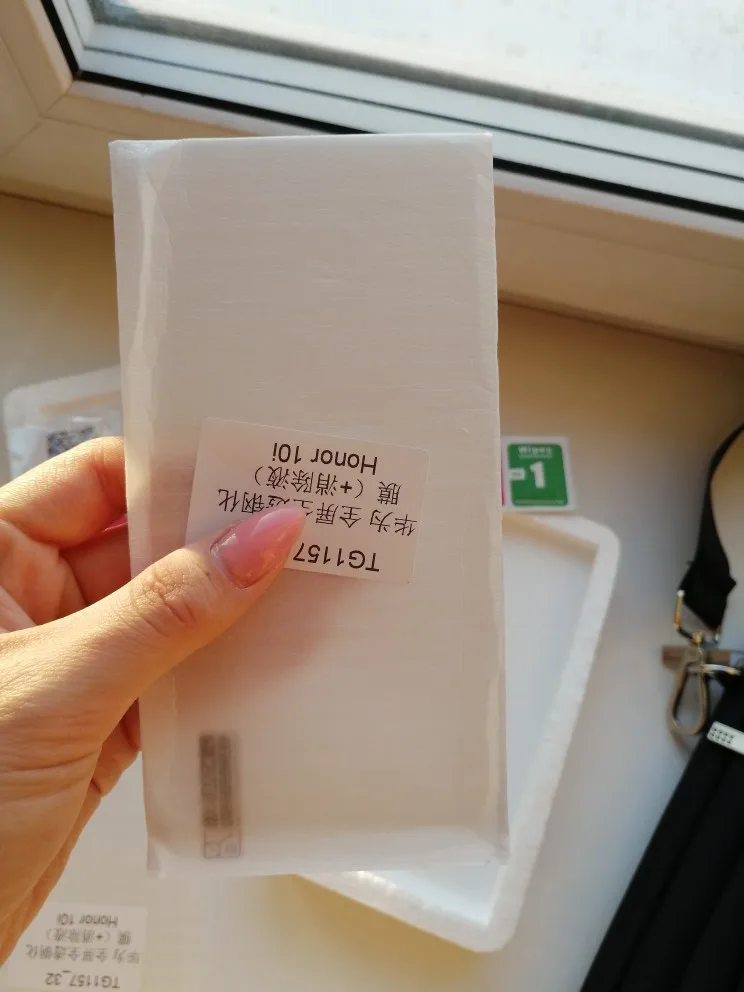 TG1157
华为 全屏全透钢化
膜（+消除液）
Honor 10i
Wipes
1
TG1157_32
华为 全屏全透钢化
膜（+消除液）
Honor 10i